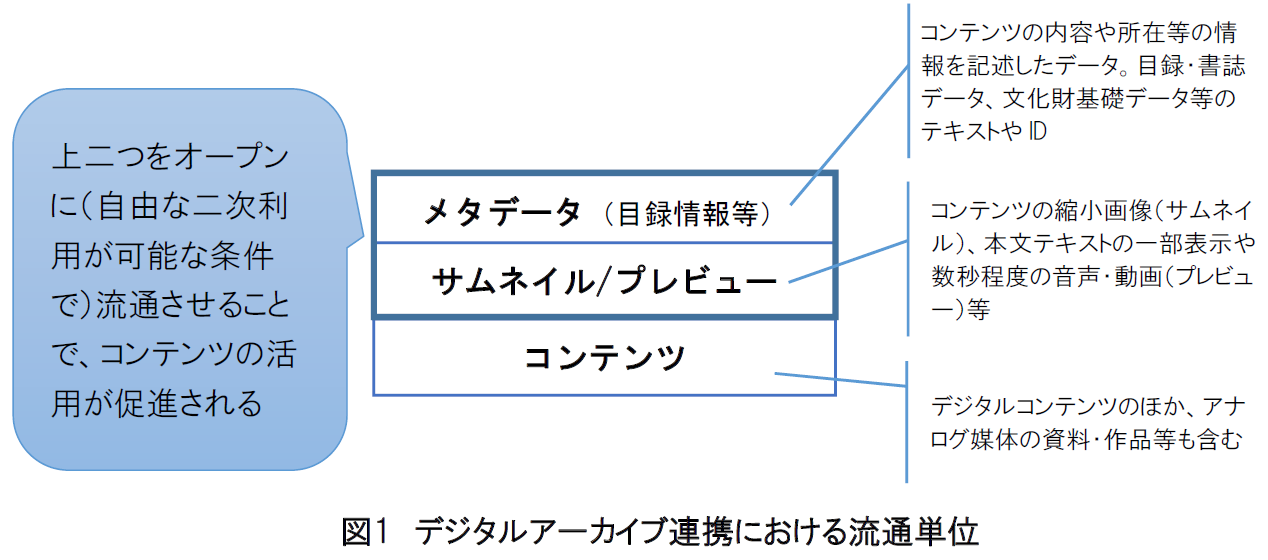 上二つをオープン
に（自由な二次利
用が可能な条件
で）流通させること
で、コンテンツの活
用が促進される
メタデータ （目録情報等）
サムネイル/プレビュー
コンテンツ
コンテンツの内容や所在等の情
報を記述したデータ。目録・書誌
データ、文化財基礎データ等の
テキストや ID
コンテンツの縮小画像（サムネイ
ル）、本文テキストの一部表示や
数秒程度の音声・動画（プレビュ
ー）等
デジタルコンテンツのほか、アナ
ログ媒体の資料・作品等も含む
図1　デジタルアーカイブ連携における流通単位